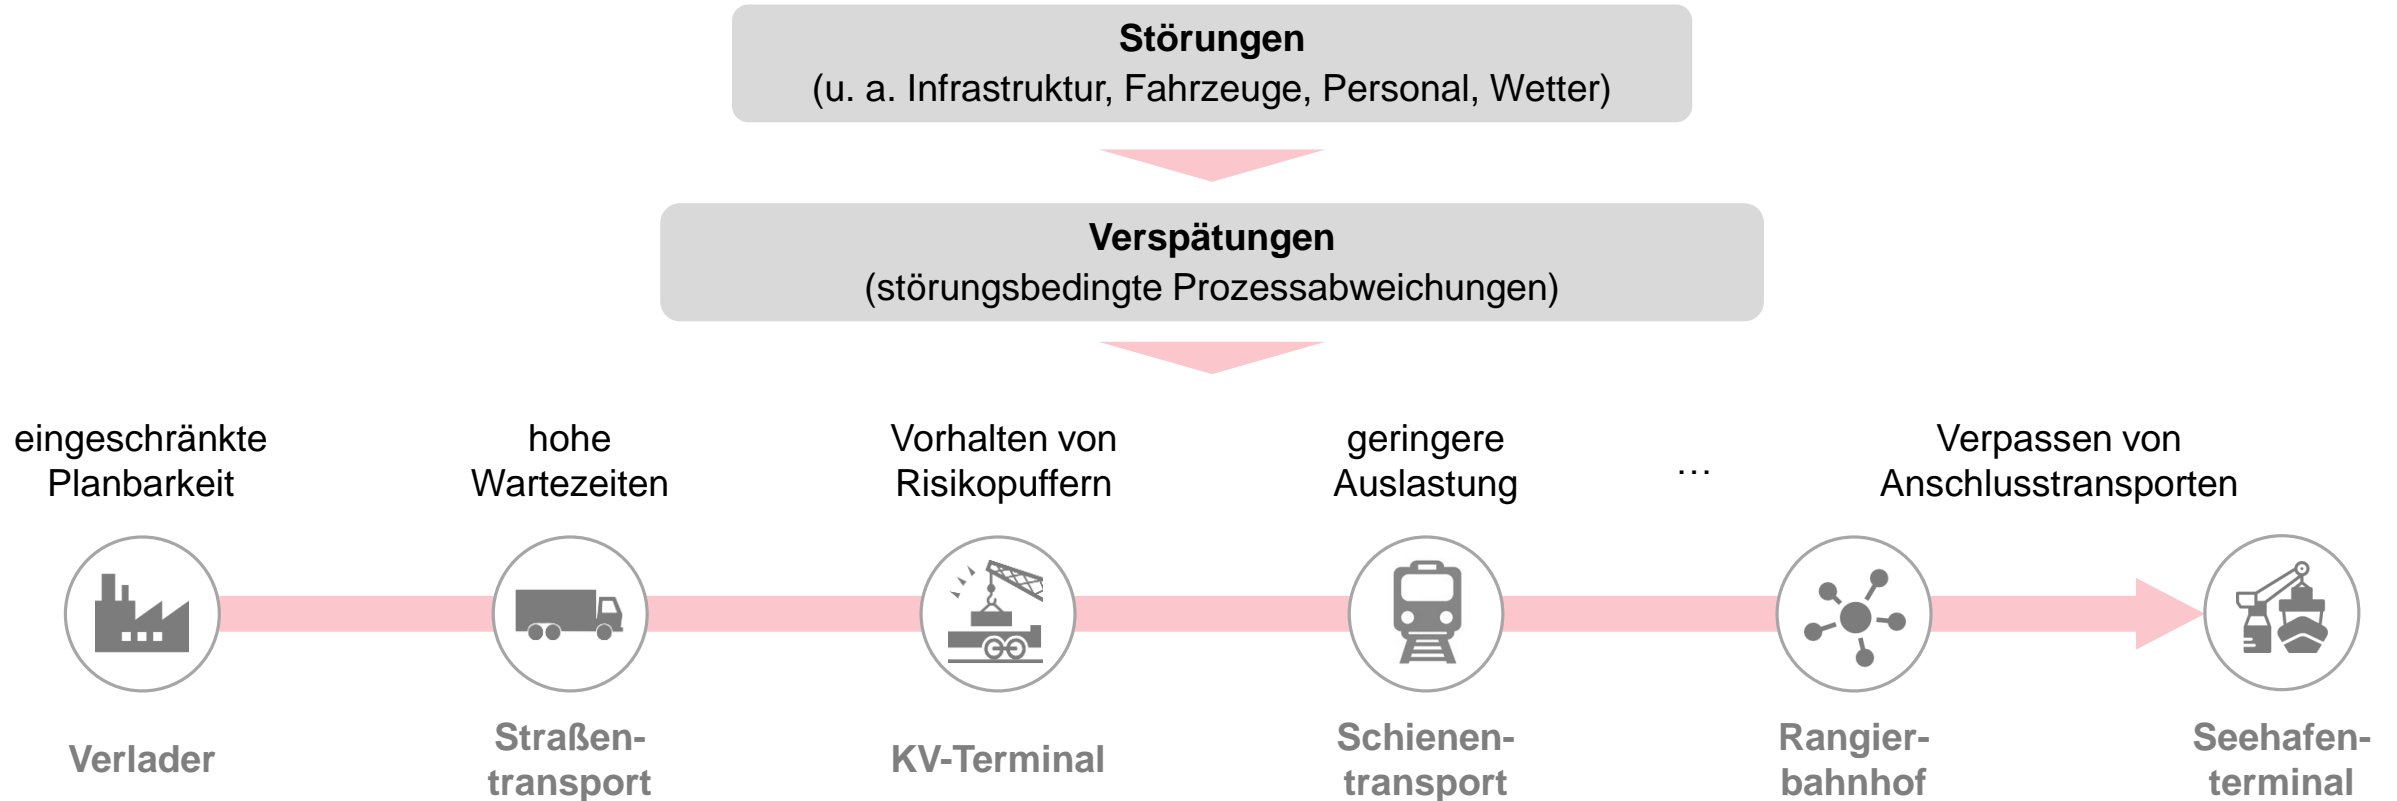 Störungen
(u. a. Infrastruktur, Fahrzeuge, Personal, Wetter)
Verspätungen
(störungsbedingte Prozessabweichungen)
eingeschränkte
Planbarkeit
hohe
Wartezeiten
Vorhalten von
Risikopuffern
geringere
Auslastung
…
Verpassen von
Anschlusstransporten
Verlader
Straßen-
transport
KV-Terminal
Schienen-
transport
Rangier-
bahnhof
Seehafen-
terminal